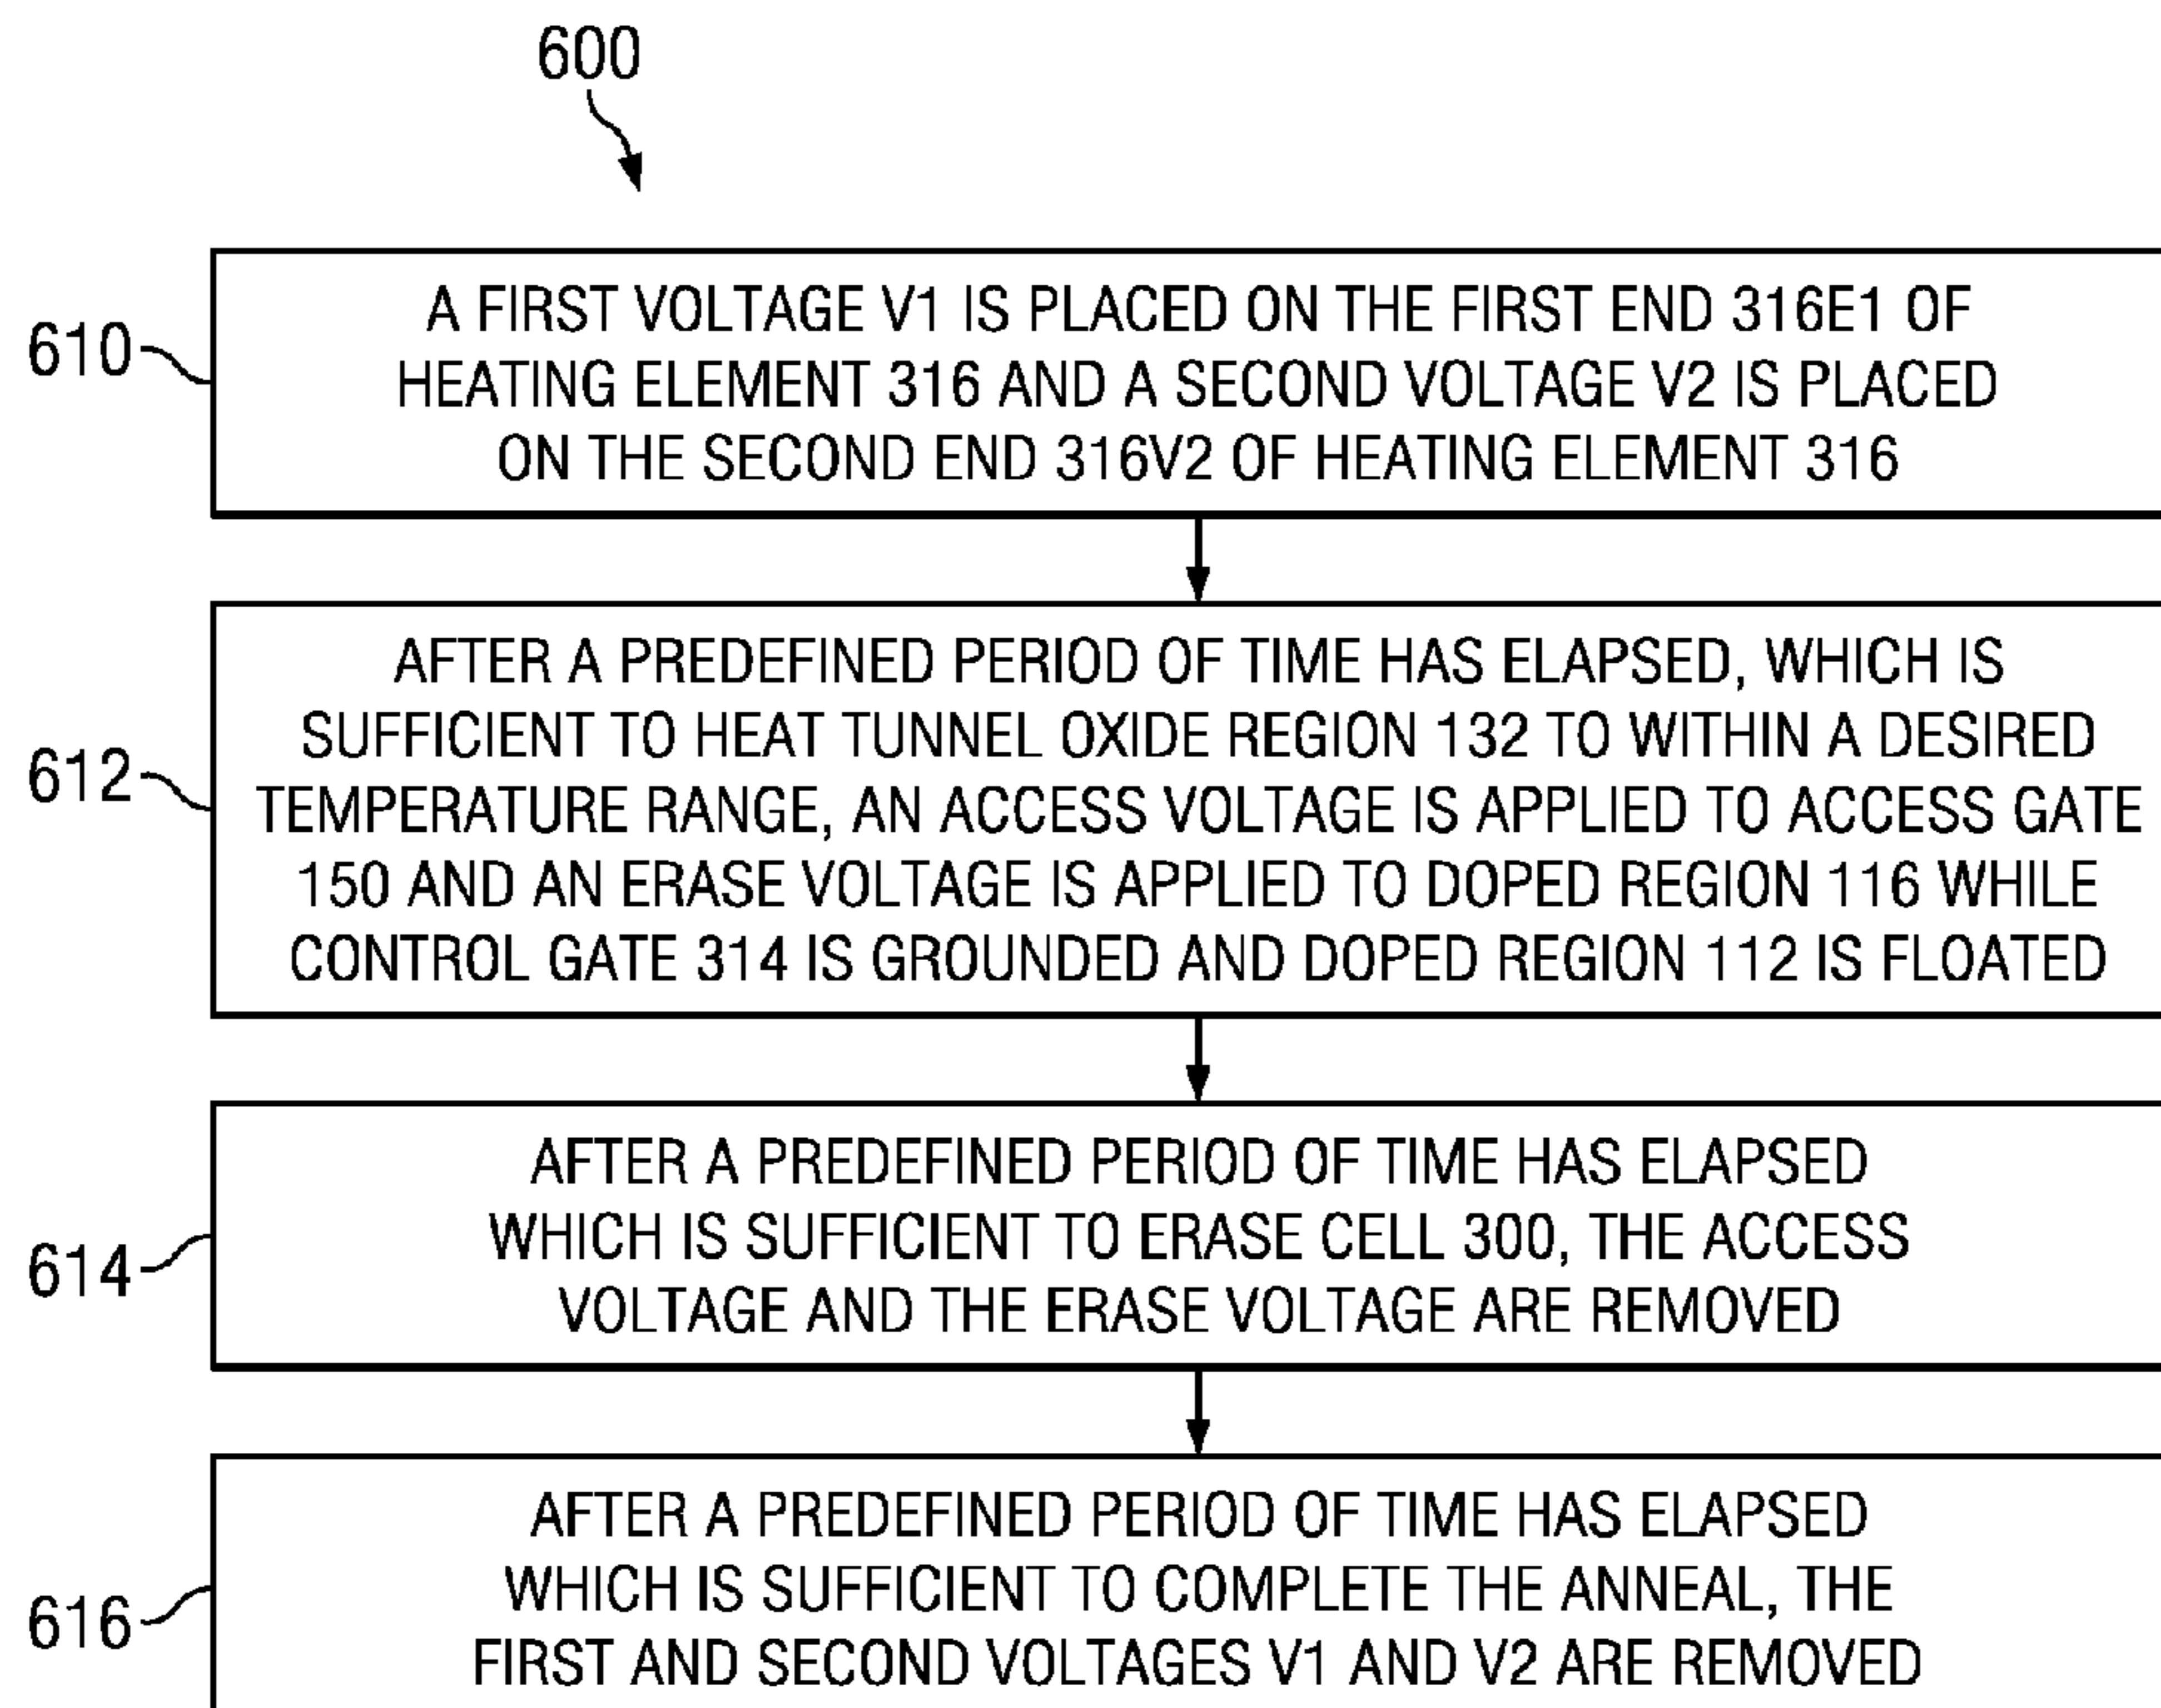 600
610
A FIRST VOLTAGE V1 IS PLACED ON THE FIRST END 316E1 OF
HEATING ELEMENT 316 AND A SECOND VOLTAGE V2 IS PLACED
ON THE SECOND END 316V2 OF HEATING ELEMENT 316
612
AFTER A PREDEFINED PERIOD OF TIME HAS ELAPSED, WHICH IS
SUFFICIENT TO HEAT TUNNEL OXIDE REGION 132 TO WITHIN A DESIRED
TEMPERATURE RANGE, AN ACCESS VOLTAGE IS APPLIED TO ACCESS GATE
150 AND AN ERASE VOLTAGE IS APPLIED TO DOPED REGION 116 WHILE
CONTROL GATE 314 IS GROUNDED AND DOPED REGION 112 IS FLOATED
614
AFTER A PREDEFINED PERIOD OF TIME HAS ELAPSED
WHICH IS SUFFICIENT TO ERASE CELL 300, THE ACCESS
VOLTAGE AND THE ERASE VOLTAGE ARE REMOVED
616
AFTER A PREDEFINED PERIOD OF TIME HAS ELAPSED
WHICH IS SUFFICIENT TO COMPLETE THE ANNEAL, THE
FIRST AND SECOND VOLTAGES V1 AND V2 ARE REMOVED